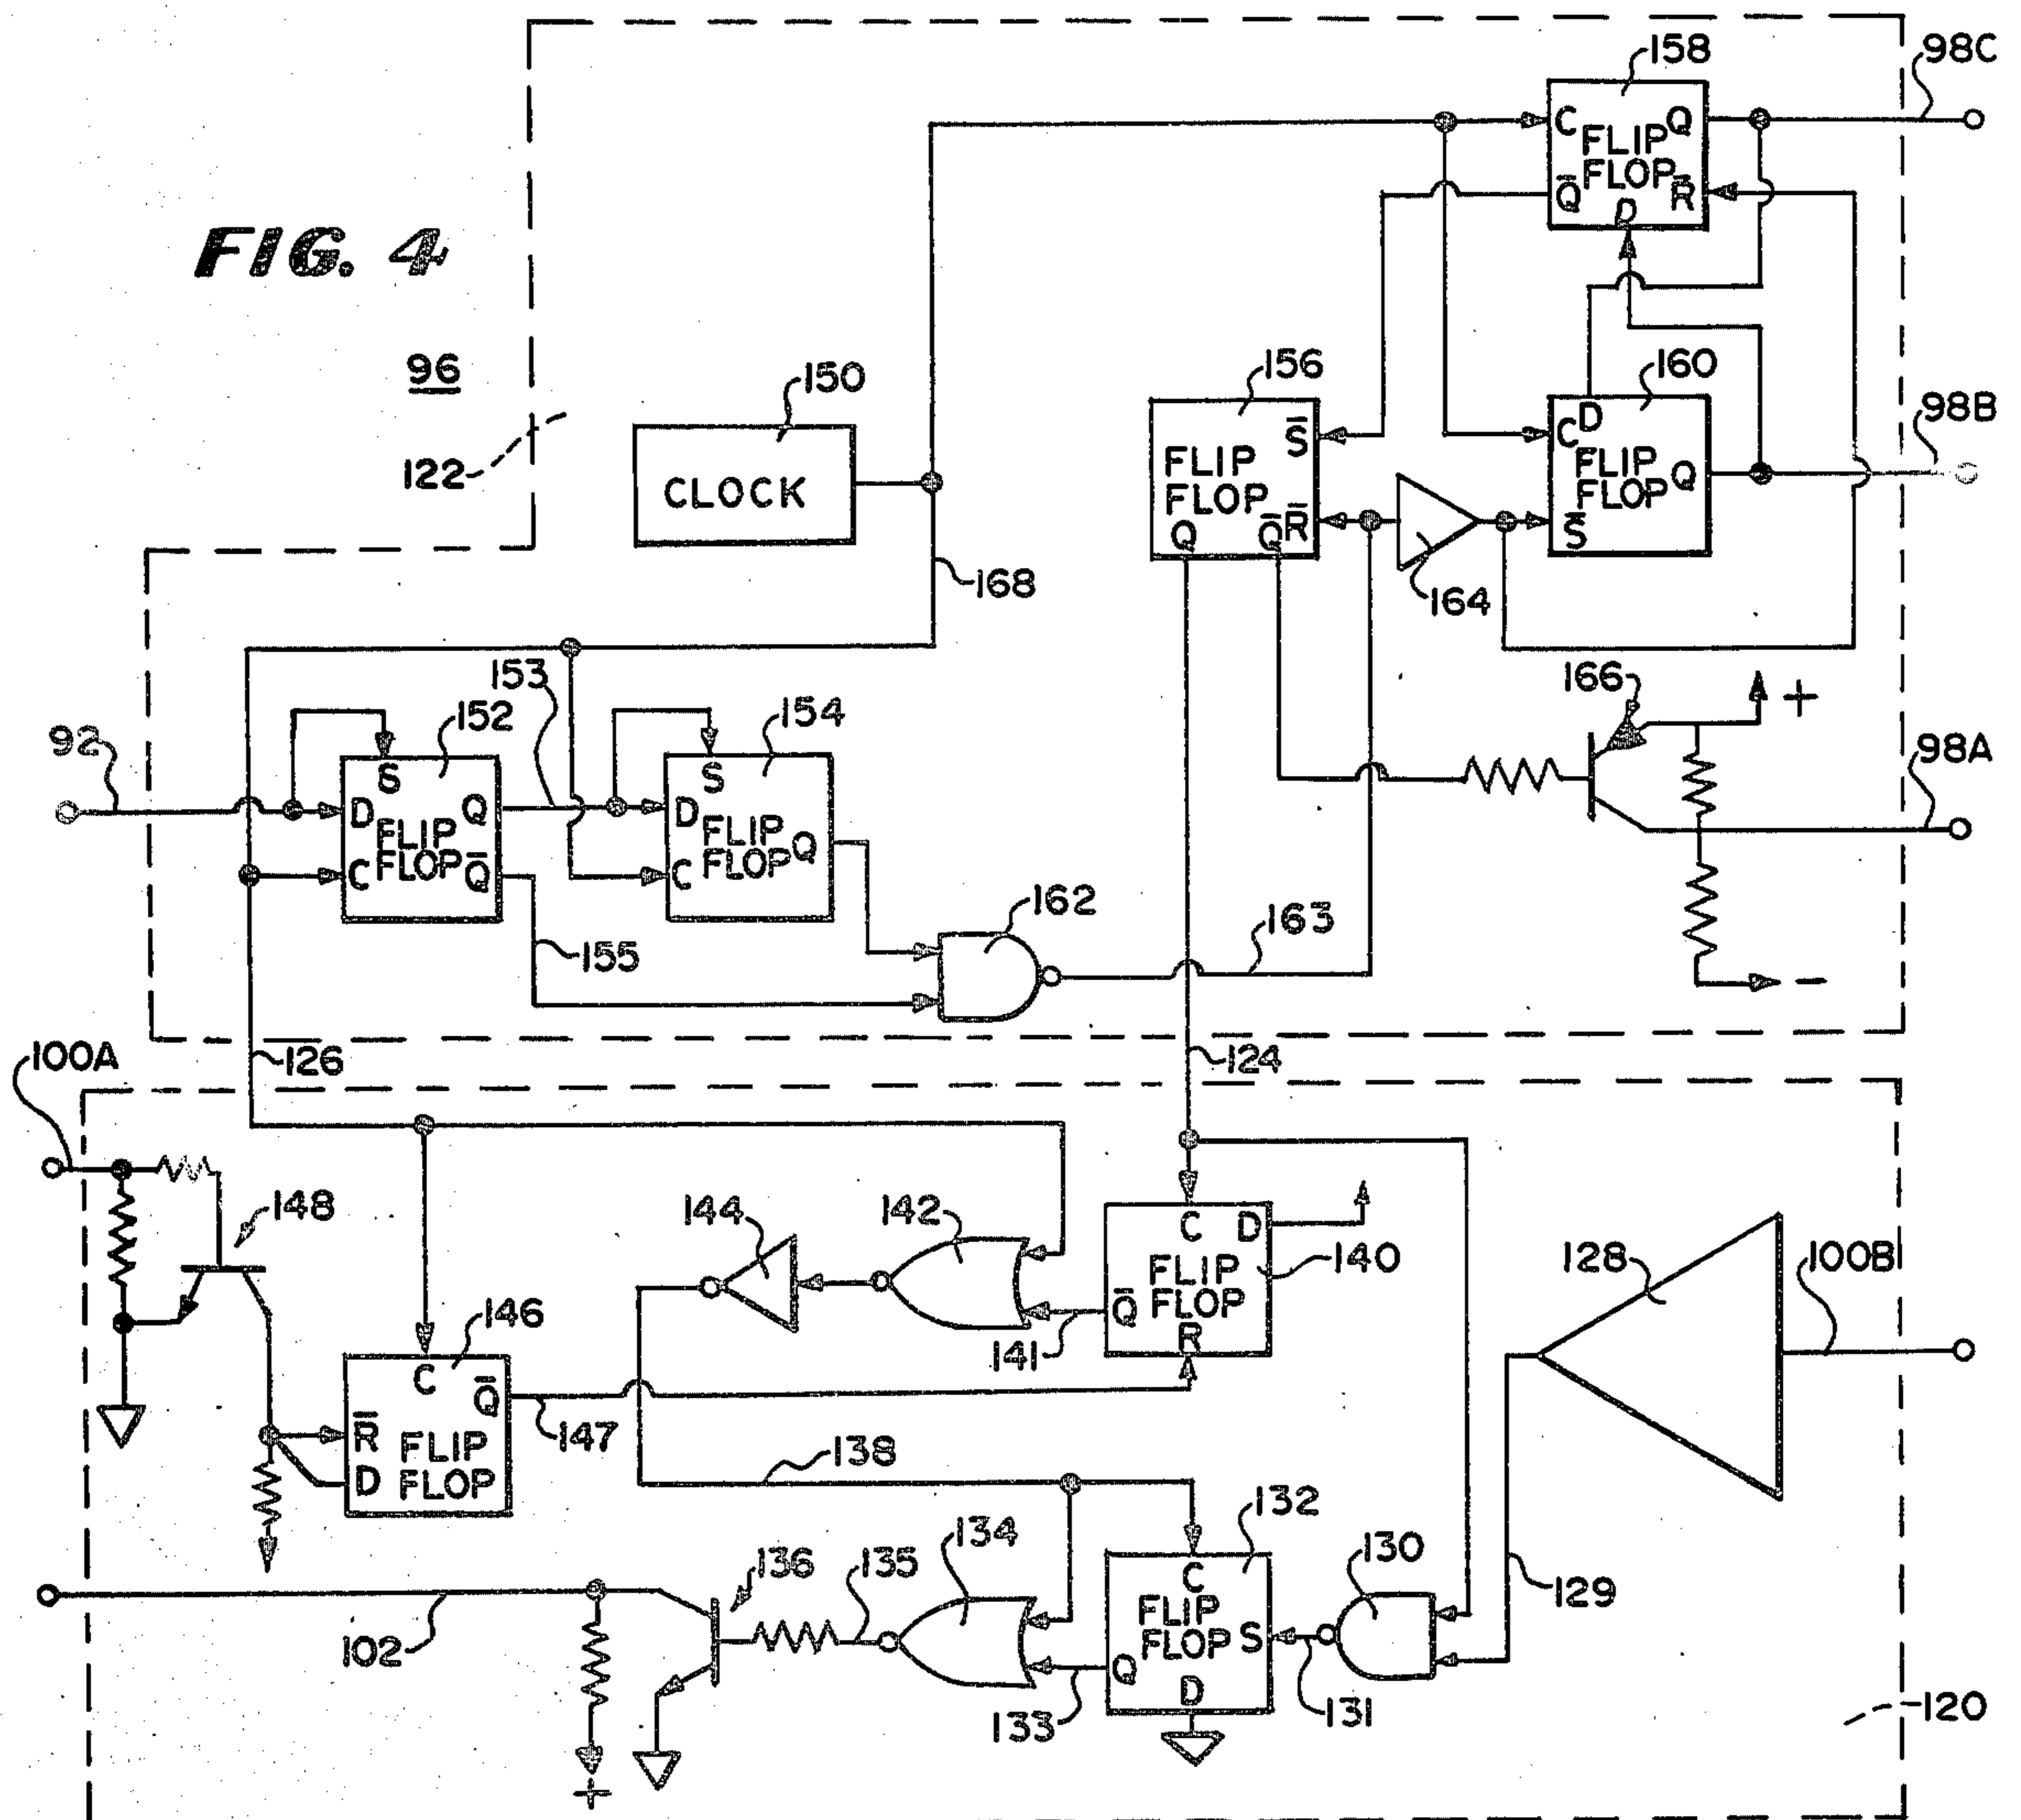 158
98C
C
Q
FLIP
FLOP
Q̄
R̄
D
FIG. 4
96
150
156
160
98B
122
CLOCK
S̄
FLIP
FLOP
Q
Q̄
R̄
C
D
FLIP
FLOP
Q
S̄
164
168
153
152
154
166
+
92
98A
S
D
Q
FLIP
FLOP
C
Q̄
S
D
FLIP
FLOP
Q
C
162
163
155
-
100A
126
124
148
144
142
C
D
140
FLIP
FLOP
Q̄
R
141
128
100B
146
C
Q̄
R̄
FLIP
D
FLOP
147
138
132
134
130
136
135
C
FLIP
FLOP
S
Q
D
129
102
133
131
120
+